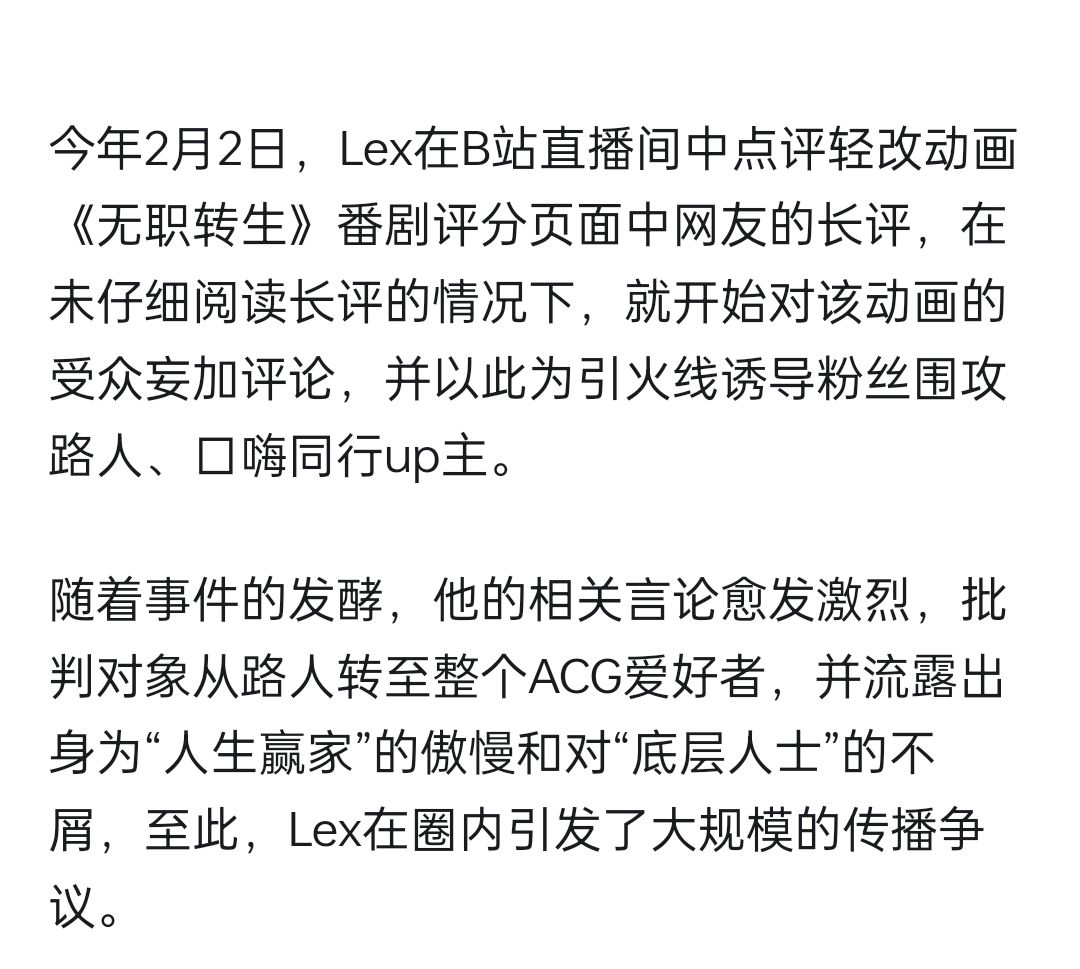 今年2月2日，Lex在B站直播间中点评轻改动画
《无职转生》番剧评分页面中网友的长评，在
未仔细阅读长评的情况下，就开始对该动画的
受众妄加评论，并以此为引火线诱导粉丝围攻
路人、口嗨同行up主。
随着事件的发酵，他的相关言论愈发激烈，批
判对象从路人转至整个ACG爱好者，并流露出
身为“人生赢家”的傲慢和对“底层人士”的不
屑，至此，Lex在圈内引发了大规模的传播争
议。